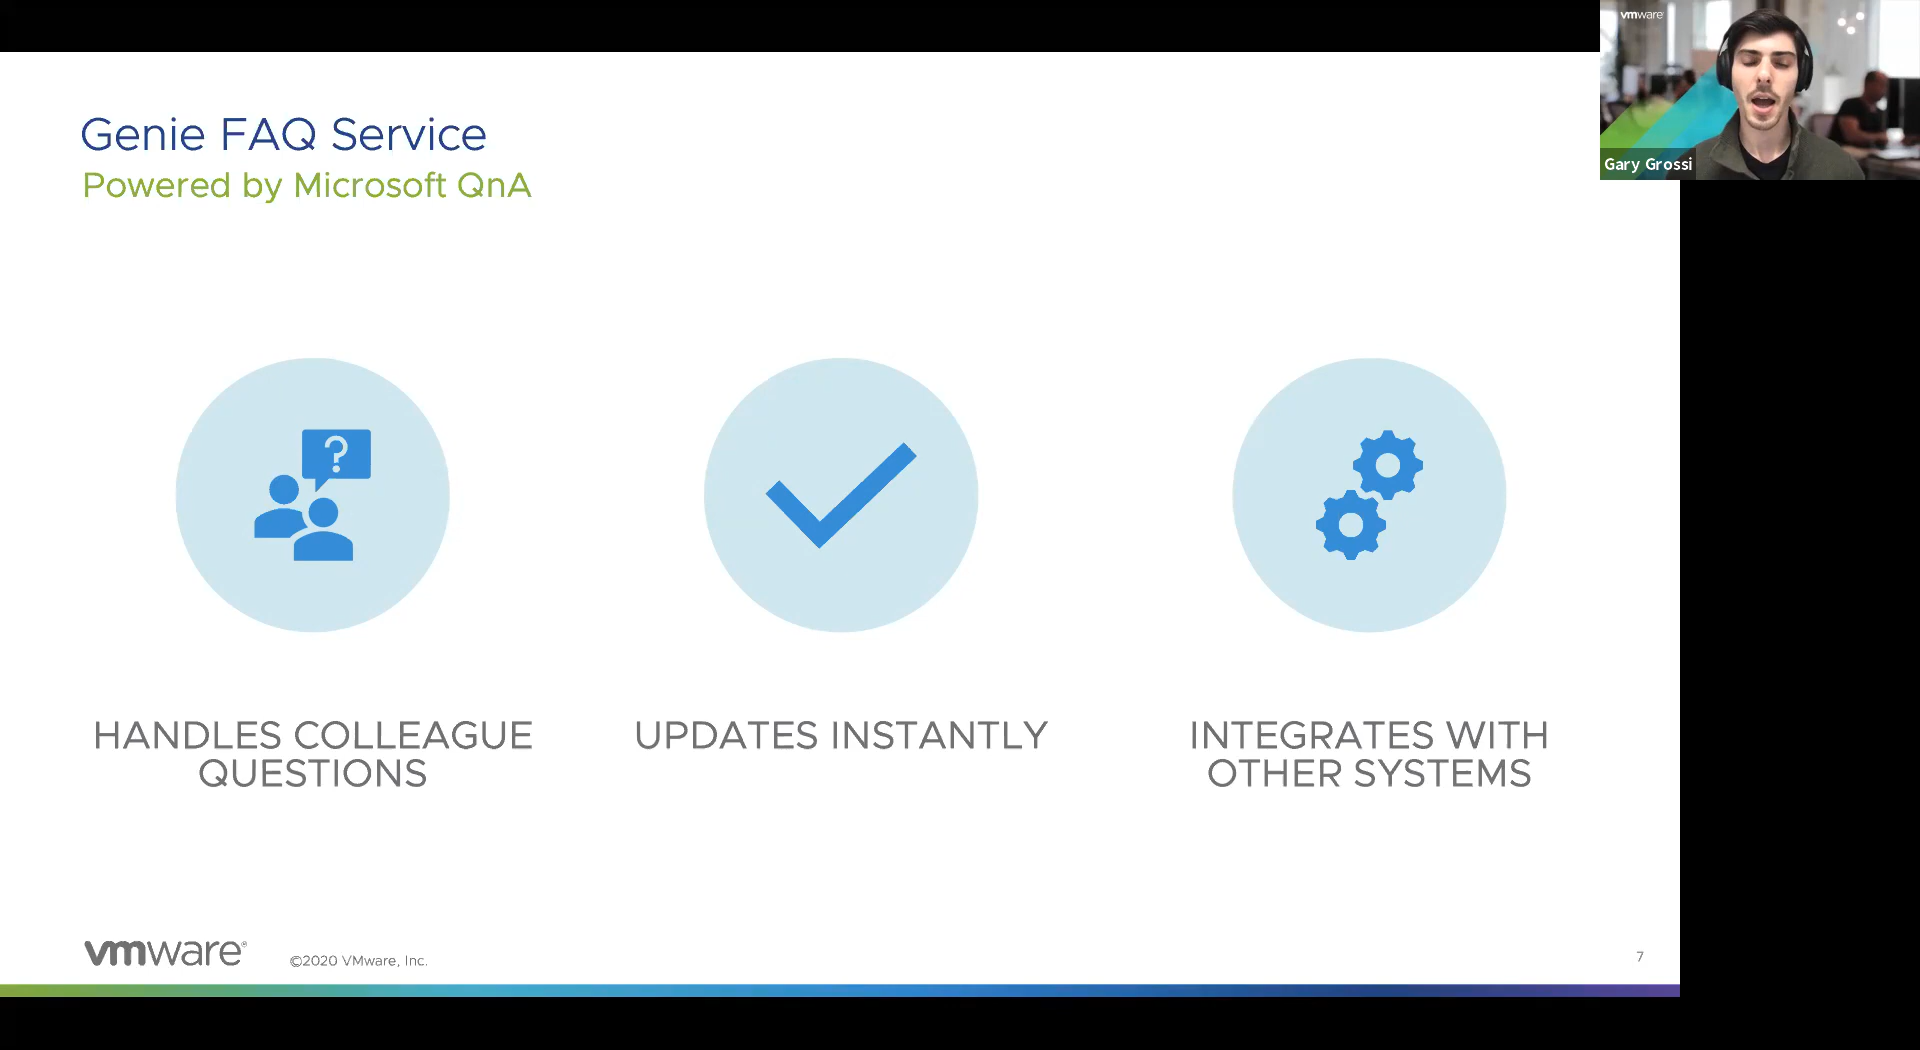 vmware
Genie FAQ Service
Powered by Microsoft QnA
Gary Grossi
?
HANDLES COLLEAGUE
QUESTIONS
UPDATES INSTANTLY
INTEGRATES WITH
OTHER SYSTEMS
vmware®
©2020 VMware, Inc.
7